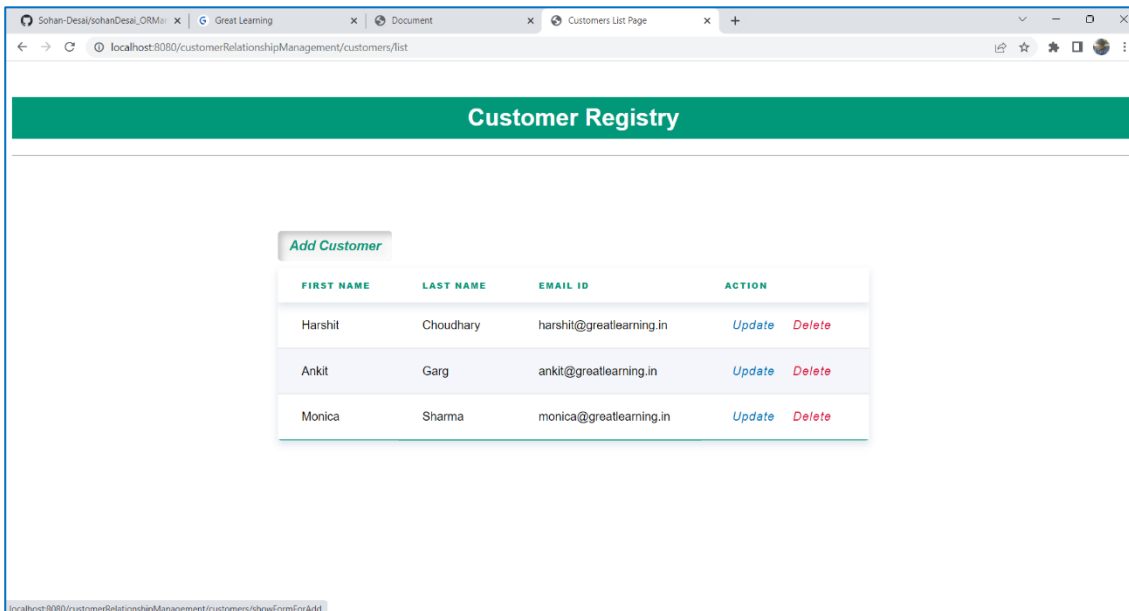 Sohan-Desai/sohanDesai_ORMar
Great Learning
Document
Customers List Page
localhost:8080/customerRelationshipManagement/customers/list
Customer Registry
Add Customer
FIRST NAME LAST NAME EMAIL ID ACTION
Harshit Choudhary harshit@greatlearning.in Update Delete
Ankit Garg ankit@greatlearning.in Update Delete
Monica Sharma monica@greatlearning.in Update Delete
localhost:8080/customerRelationshipManagement/customers/showFormForAdd